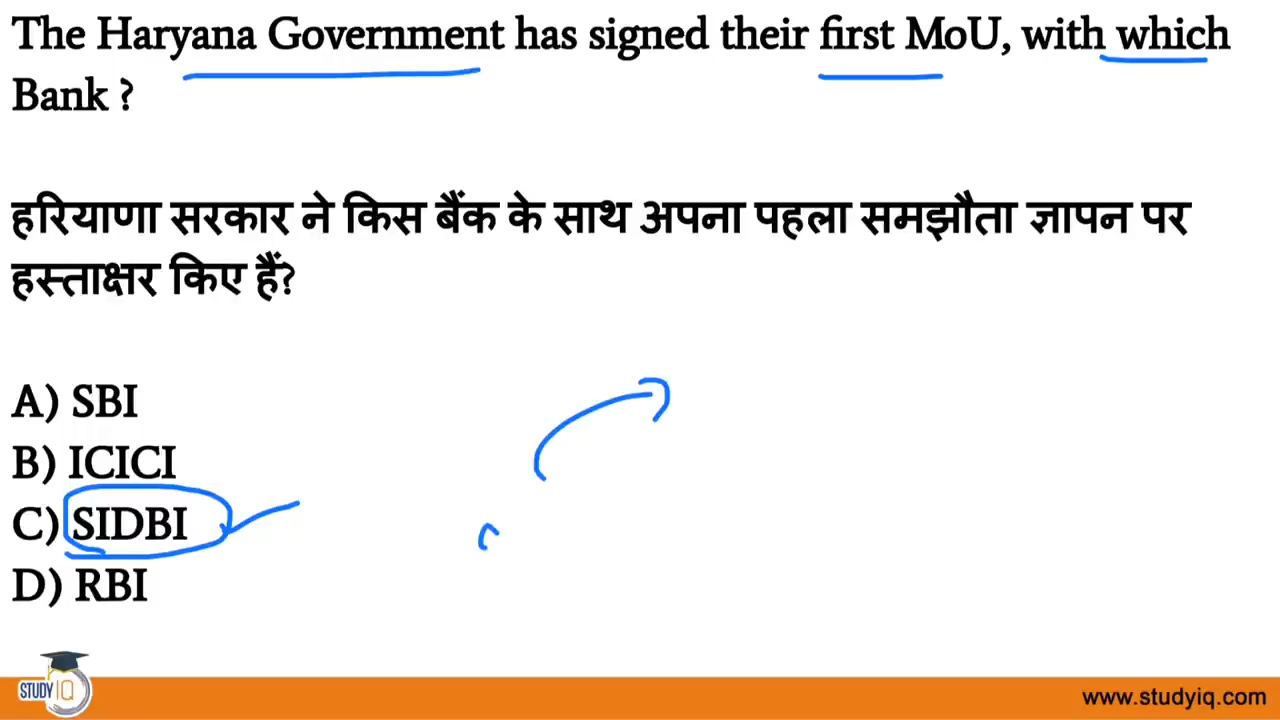 The Haryana Government has signed their first MoU, with which
Bank ?
हरियाणा सरकार ने किस बैंक के साथ अपना पहला समझौता ज्ञापन पर
हस्ताक्षर किए हैं?
A) SBI
B) ICICI
C) SIDBI
D) RBI
STUDY IQ
www.studyiq.com